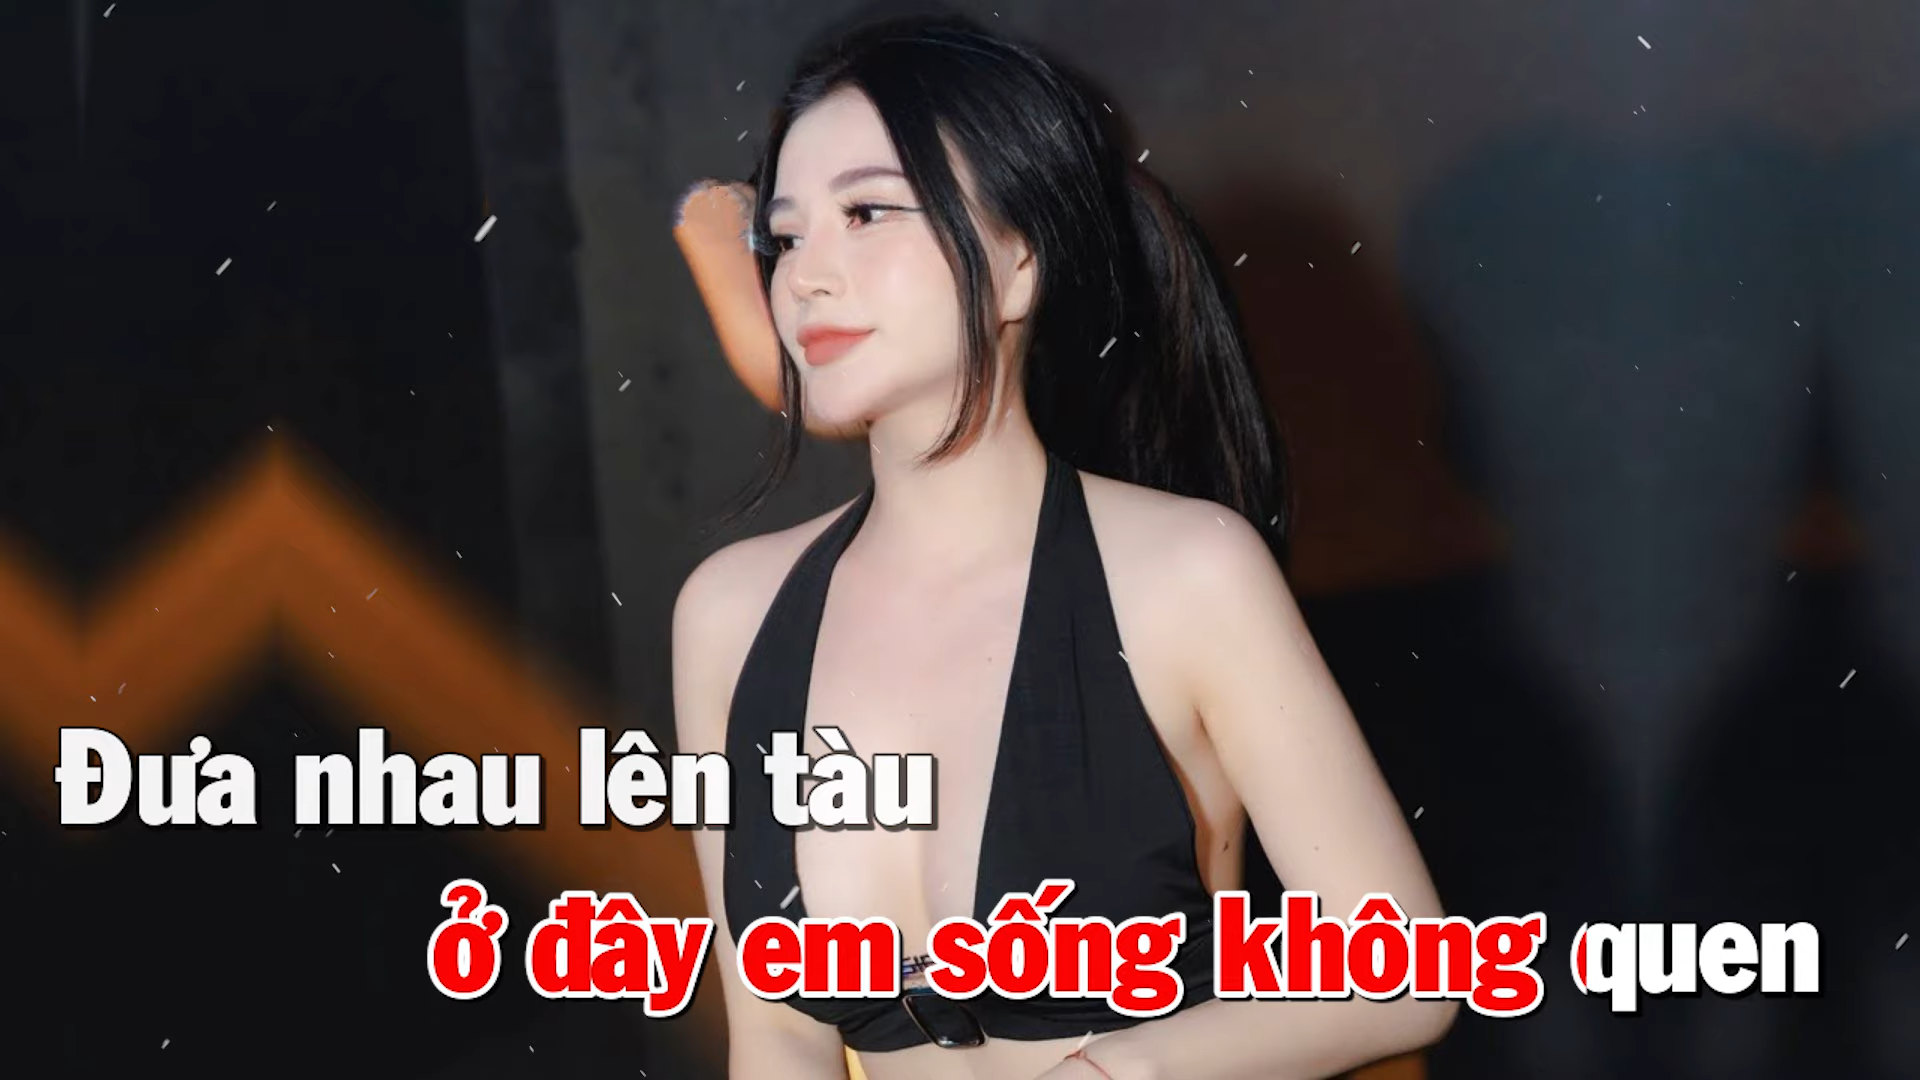 Đưa nhau lên tàu
ở đây em sống không quen